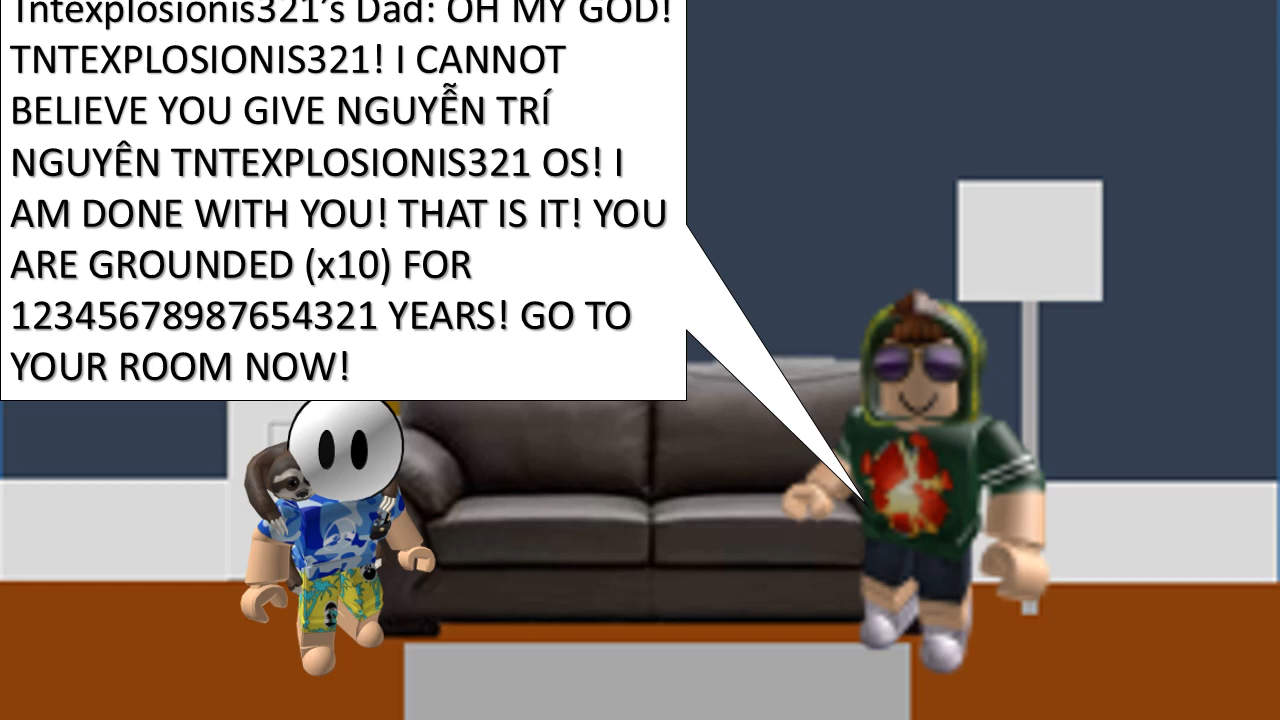 Tntexplosionis321's Dad: OH MY GOD!
TNTEXPLOSIONIS321! I CANNOT
BELIEVE YOU GIVE NGUYỄN TRÍ
NGUYÊN TNTEXPLOSIONIS321 OS! I
AM DONE WITH YOU! THAT IS IT! YOU
ARE GROUNDED (x10) FOR
12345678987654321 YEARS! GO TO
YOUR ROOM NOW!